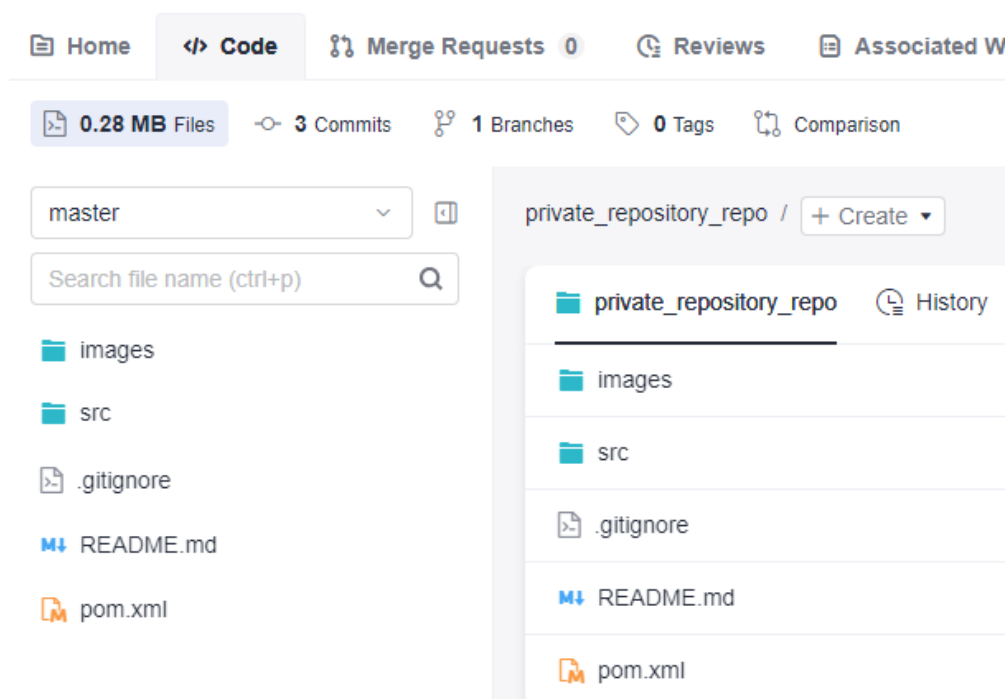 Home </> Code Merge Requests 0 Reviews Associated W
0.28 MB Files 3 Commits 1 Branches 0 Tags Comparison
master
private_repository_repo / + Create
Search file name (ctrl+p)
private_repository_repo History
images
src
.gitignore
M↓ README.md
pom.xml
images
src
.gitignore
M↓ README.md
pom.xml